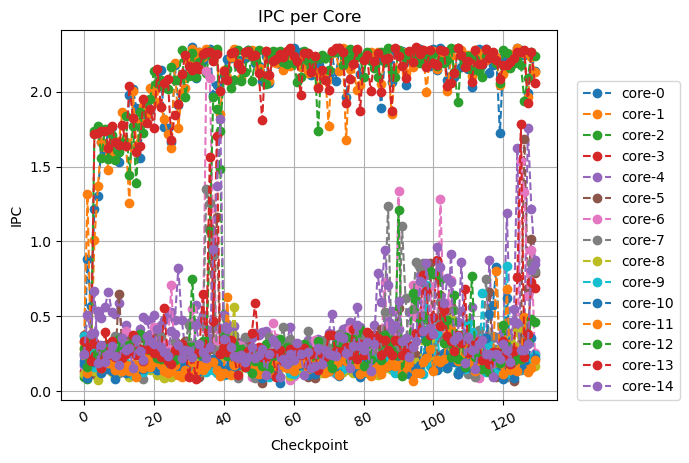 IPC per Core
IPC
2.0
1.5
1.0
0.5
0.0
0
20
40
60
80
100
120
Checkpoint
core-0
core-1
core-2
core-3
core-4
core-5
core-6
core-7
core-8
core-9
core-10
core-11
core-12
core-13
core-14